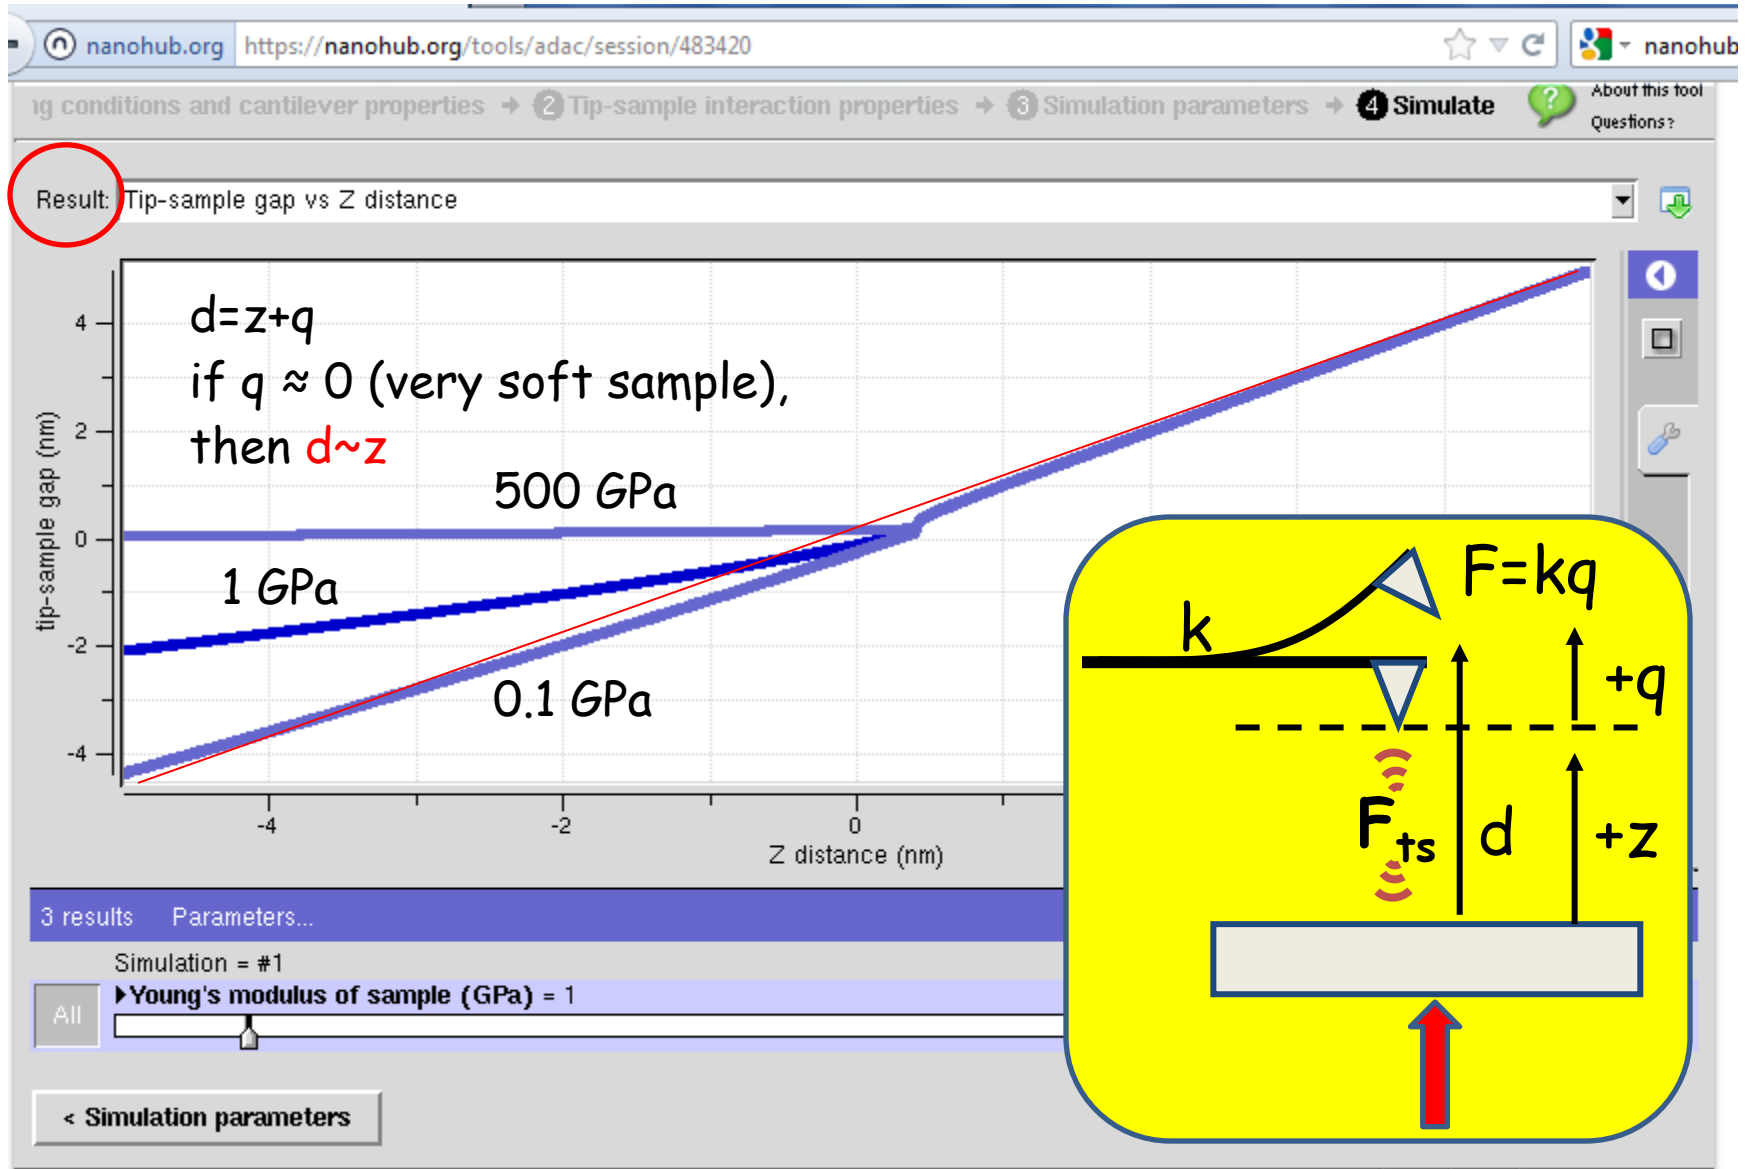 nanohub.org https://nanohub.org/tools/adac/session/483420 nanohub
ng conditions and cantilever properties → 2 Tip-sample interaction properties → 3 Simulation parameters → 4 Simulate
?
About this tool
Questions?
Result: Tip-sample gap vs Z distance
d=z+q
if q ≈ 0 (very soft sample),
then d~z
500 GPa
1 GPa
0.1 GPa
tip-sample gap (nm)
4
2
0
-2
-4
-4 -2 0
Z distance (nm)
F=kq
k
+q
F_ts
d
+z
3 results Parameters...
Simulation = #1
All
Young's modulus of sample (GPa) = 1
< Simulation parameters